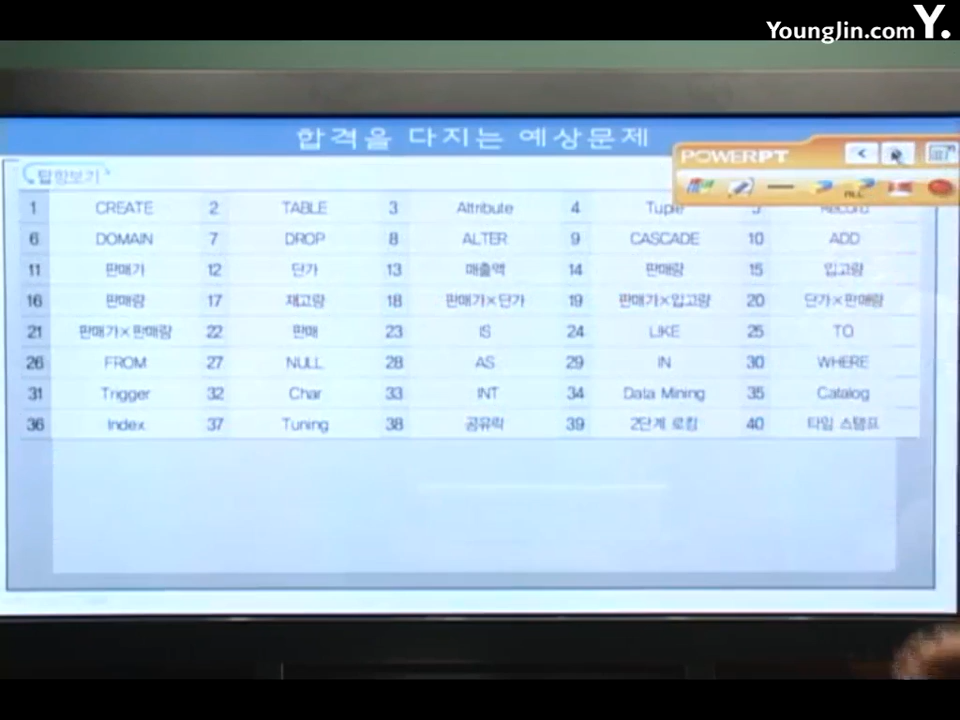 YoungJin.com Y.
합격을 다지는 예상문제
POWERPT
답항보기
1 CREATE 2 TABLE 3 Attribute 4 Tuple 5 Record
6 DOMAIN 7 DROP 8 ALTER 9 CASCADE 10 ADD
11 판매가 12 단가 13 매출액 14 판매량 15 입고량
16 판매량 17 재고량 18 판매가×단가 19 판매가×입고량 20 단가×판매량
21 판매가×판매량 22 판매 23 IS 24 LIKE 25 TO
26 FROM 27 NULL 28 AS 29 IN 30 WHERE
31 Trigger 32 Char 33 INT 34 Data Mining 35 Catalog
36 Index 37 Tuning 38 공유락 39 2단계 로킹 40 타임 스탬프
ALL